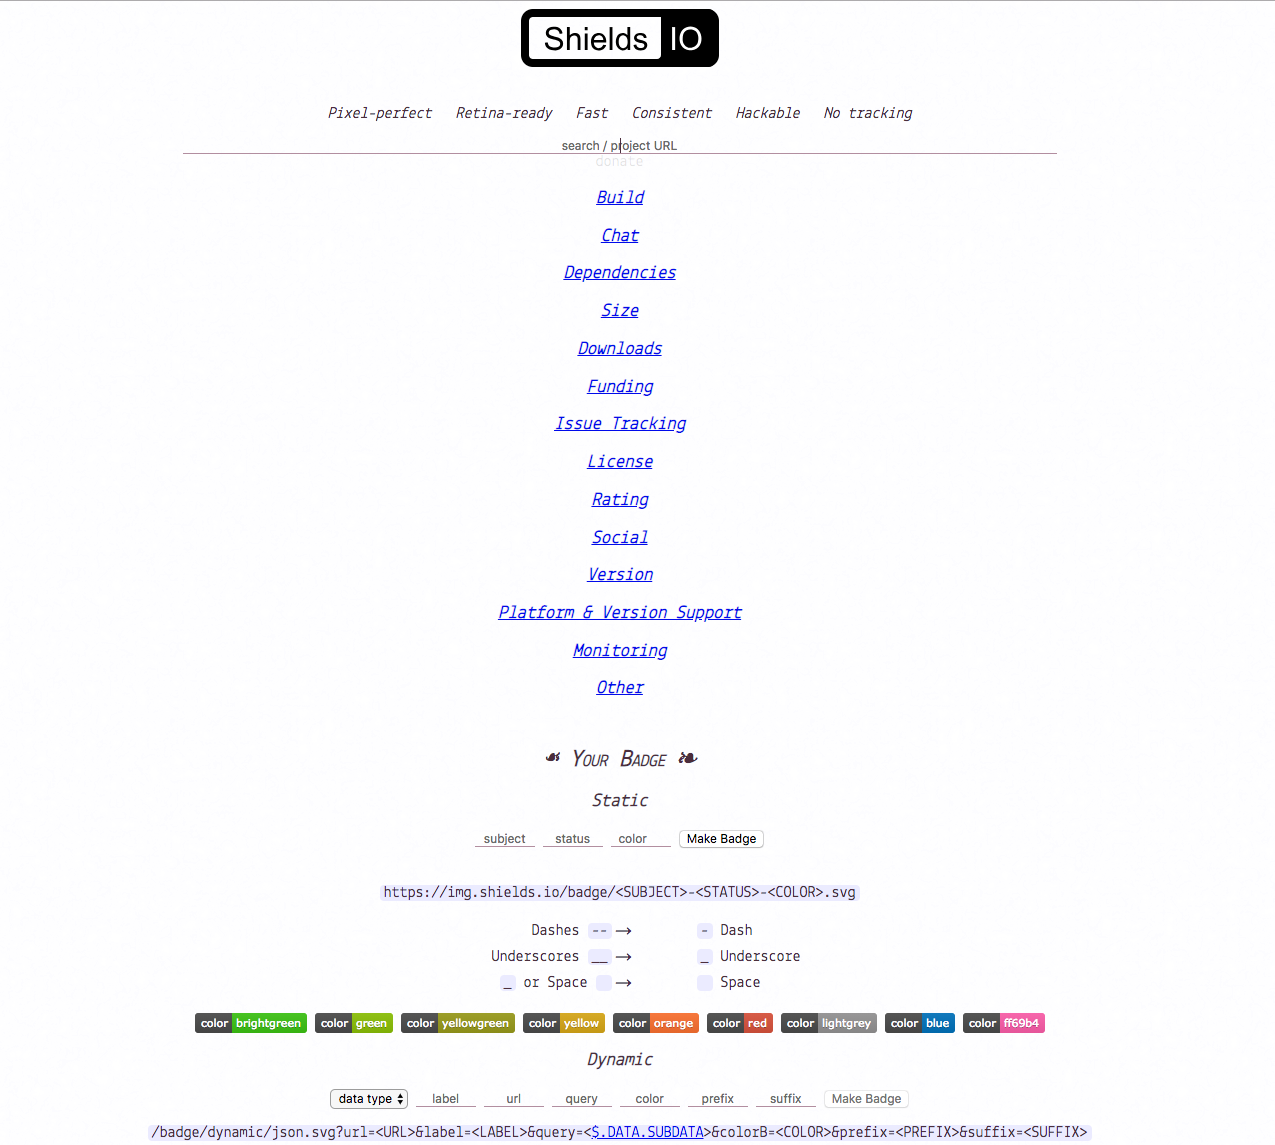 Shields IO
Pixel-perfect Retina-ready Fast Consistent Hackable No tracking
search / project URL
donate
Build
Chat
Dependencies
Size
Downloads
Funding
Issue Tracking
License
Rating
Social
Version
Platform & Version Support
Monitoring
Other
☙ Your Badge ❧
Static
subject status color Make Badge
https://img.shields.io/badge/<SUBJECT>-<STATUS>-<COLOR>.svg
Dashes -- → - Dash
Underscores __ → _ Underscore
_ or Space → Space
color brightgreen color green color yellowgreen color yellow color orange color red color lightgrey color blue color ff69b4
Dynamic
data type label url query color prefix suffix Make Badge
/badge/dynamic/json.svg?url=<URL>&label=<LABEL>&query=<$.DATA.SUBDATA>&colorB=<COLOR>&prefix=<PREFIX>&suffix=<SUFFIX>